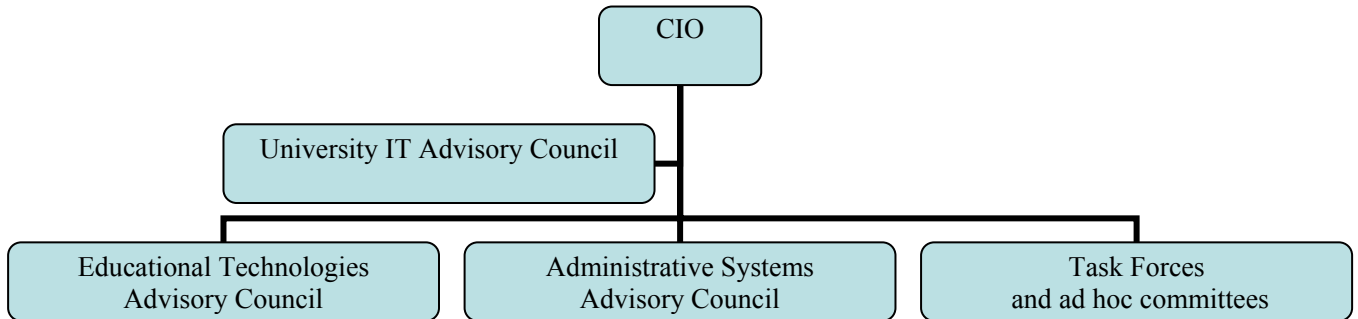 CIO
University IT Advisory Council
Educational Technologies
Advisory Council
Administrative Systems
Advisory Council
Task Forces
and ad hoc committees